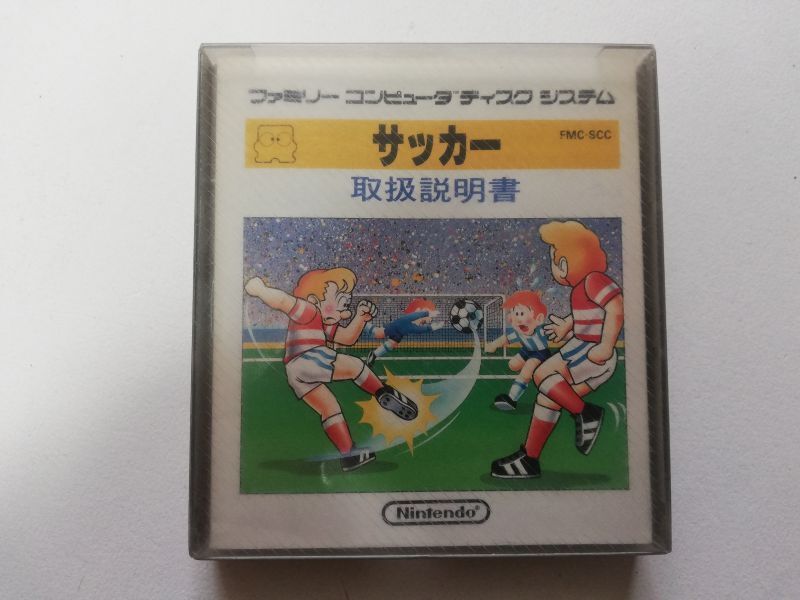 ファミリー コンピュータ ディスク システム
サッカー
FMC-SCC
取扱説明書
Nintendo®